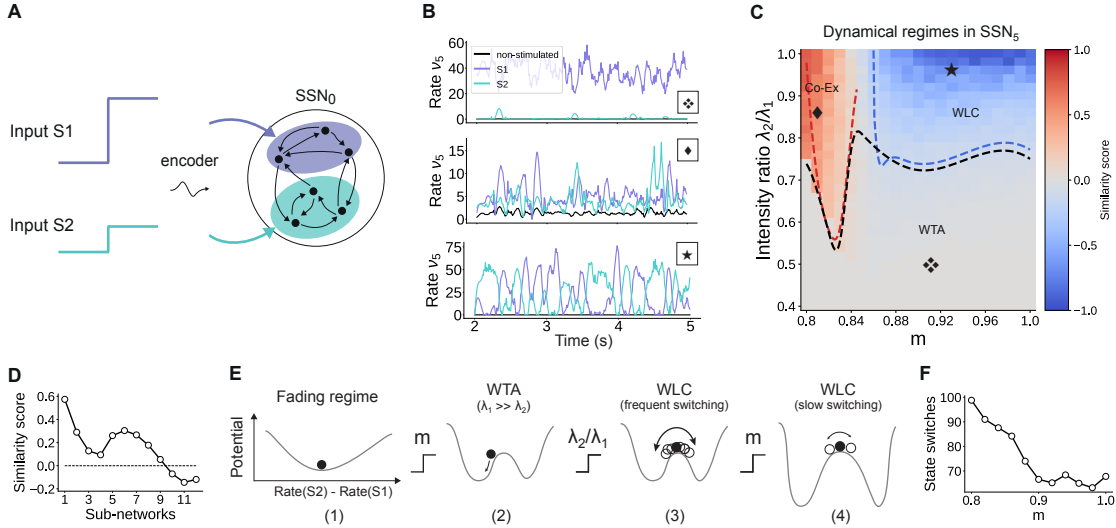 A
Input S1
Input S2
encoder
SSN0
B
Rate ν5
60
40
20
0
non-stimulated
S1
S2
Rate ν5
15
10
5
0
Rate ν5
75
50
25
0
2
3
4
5
Time (s)
C
Dynamical regimes in SSN5
Intensity ratio λ2/λ1
1.0
0.9
0.8
0.7
0.6
0.5
0.4
Co-Ex
WLC
WTA
0.8
0.84
0.88
0.92
0.96
1.0
m
1.0
0.5
0.0
−0.5
−1.0
Similarity score
D
Similarity score
0.6
0.4
0.2
0.0
−0.2
1
3
5
7
9
11
Sub-networks
E
Fading regime
Potential
Rate(S2) - Rate(S1)
(1)
m
WTA
(λ1 >> λ2)
(2)
λ2/λ1
WLC
(frequent switching)
(3)
m
WLC
(slow switching)
(4)
F
State switches
100
90
80
70
0.8
0.9
1.0
m